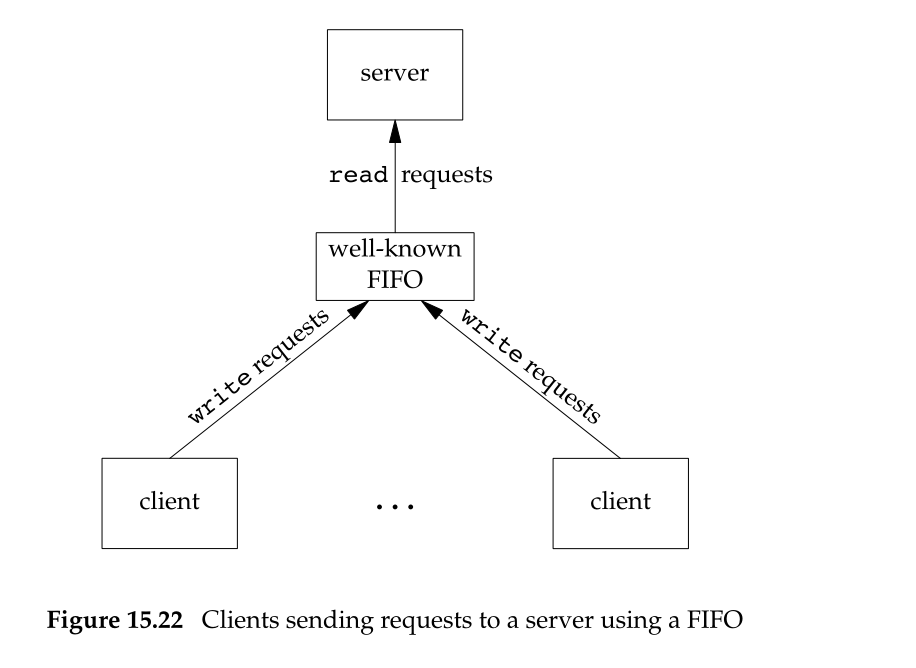 server
read requests
well-known
FIFO
write requests
write requests
client
. . .
client
Figure 15.22 Clients sending requests to a server using a FIFO